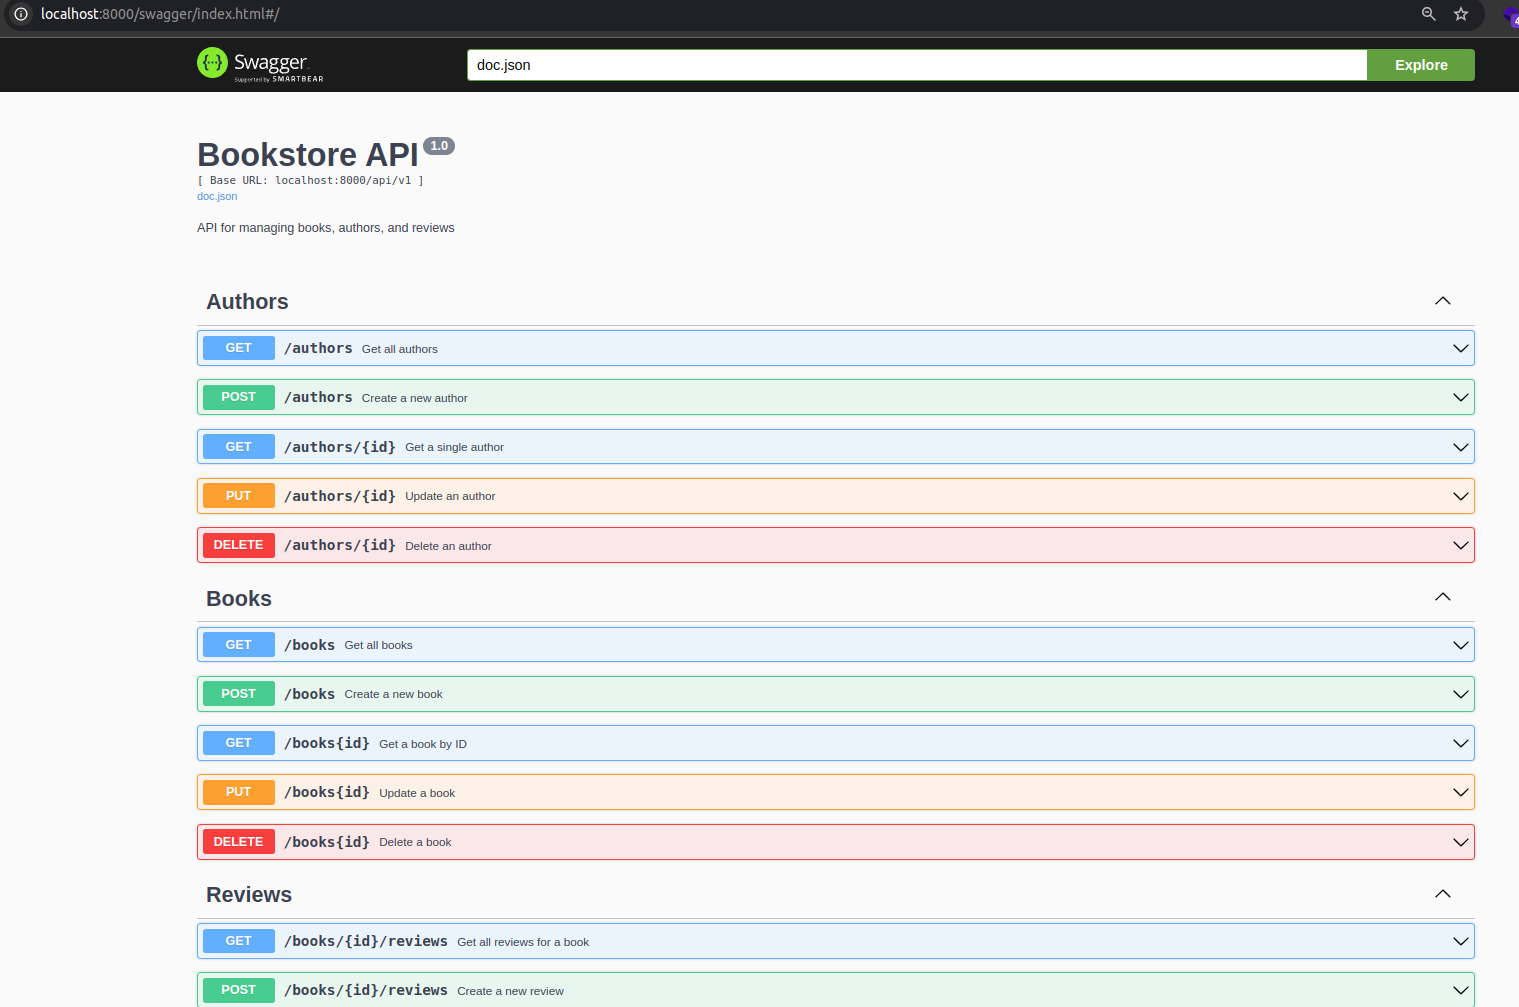 localhost:8000/swagger/index.html#/
Swagger
Supported by SMARTBEAR
doc.json
Explore
Bookstore API 1.0
[ Base URL: localhost:8000/api/v1 ]
doc.json
API for managing books, authors, and reviews
Authors
GET /authors Get all authors
POST /authors Create a new author
GET /authors/{id} Get a single author
PUT /authors/{id} Update an author
DELETE /authors/{id} Delete an author
Books
GET /books Get all books
POST /books Create a new book
GET /books{id} Get a book by ID
PUT /books{id} Update a book
DELETE /books{id} Delete a book
Reviews
GET /books/{id}/reviews Get all reviews for a book
POST /books/{id}/reviews Create a new review